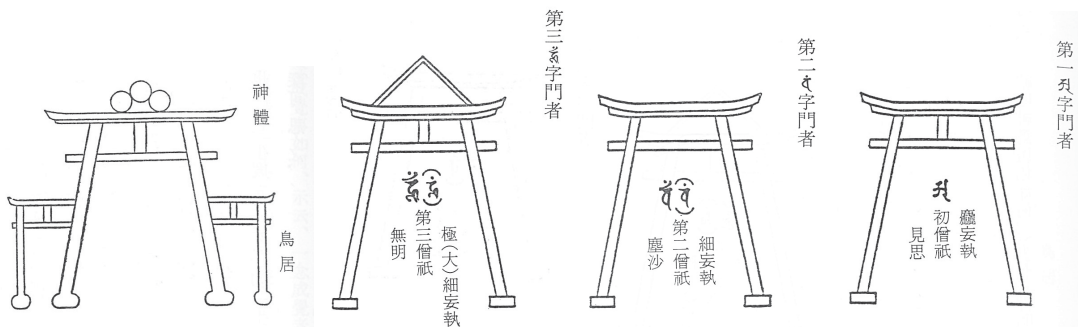 第一𑖀字門者
𑖀
麤妄執
初僧祇
見思
第二字門者
細妄執
第二僧祇
塵沙
第三字門者
極(大)細妄執
第三僧祇
無明
神體
鳥居